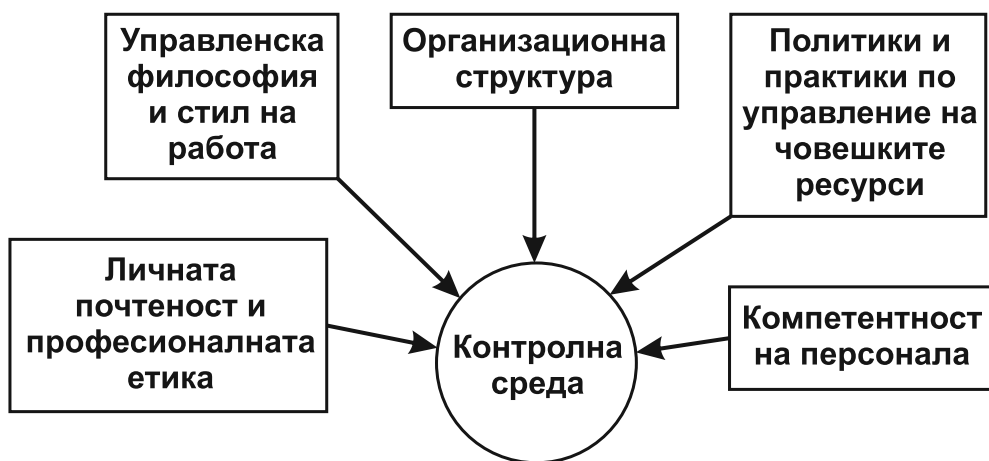 Управленска
философия
и стил на
работа
Организационна
структура
Политики и
практики по
управление на
човешките
ресурси
Личната
почтеност и
професионалната
етика
Контролна
среда
Компетентност
на персонала